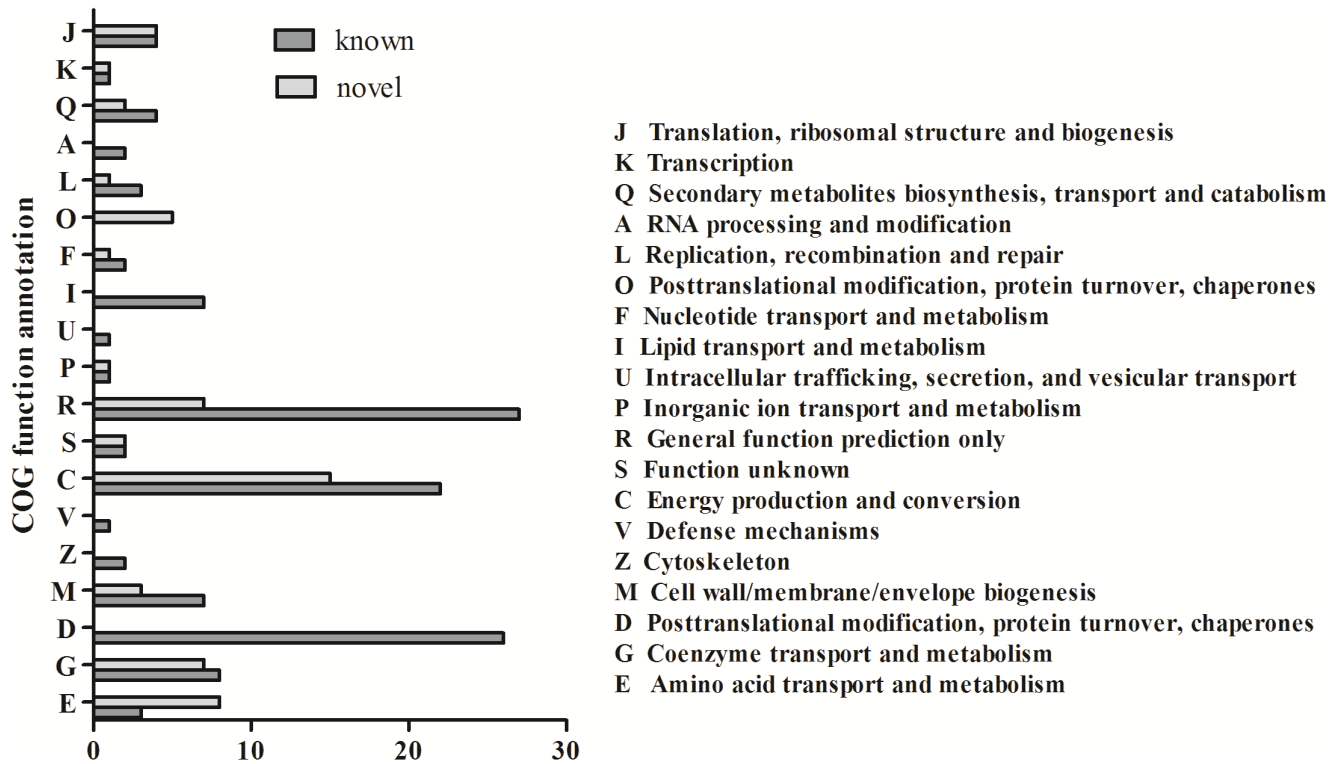 COG function annotation
J
K
Q
A
L
O
F
I
U
P
R
S
C
V
Z
M
D
G
E
0 10 20 30
known
novel
J Translation, ribosomal structure and biogenesis
K Transcription
Q Secondary metabolites biosynthesis, transport and catabolism
A RNA processing and modification
L Replication, recombination and repair
O Posttranslational modification, protein turnover, chaperones
F Nucleotide transport and metabolism
I Lipid transport and metabolism
U Intracellular trafficking, secretion, and vesicular transport
P Inorganic ion transport and metabolism
R General function prediction only
S Function unknown
C Energy production and conversion
V Defense mechanisms
Z Cytoskeleton
M Cell wall/membrane/envelope biogenesis
D Posttranslational modification, protein turnover, chaperones
G Coenzyme transport and metabolism
E Amino acid transport and metabolism